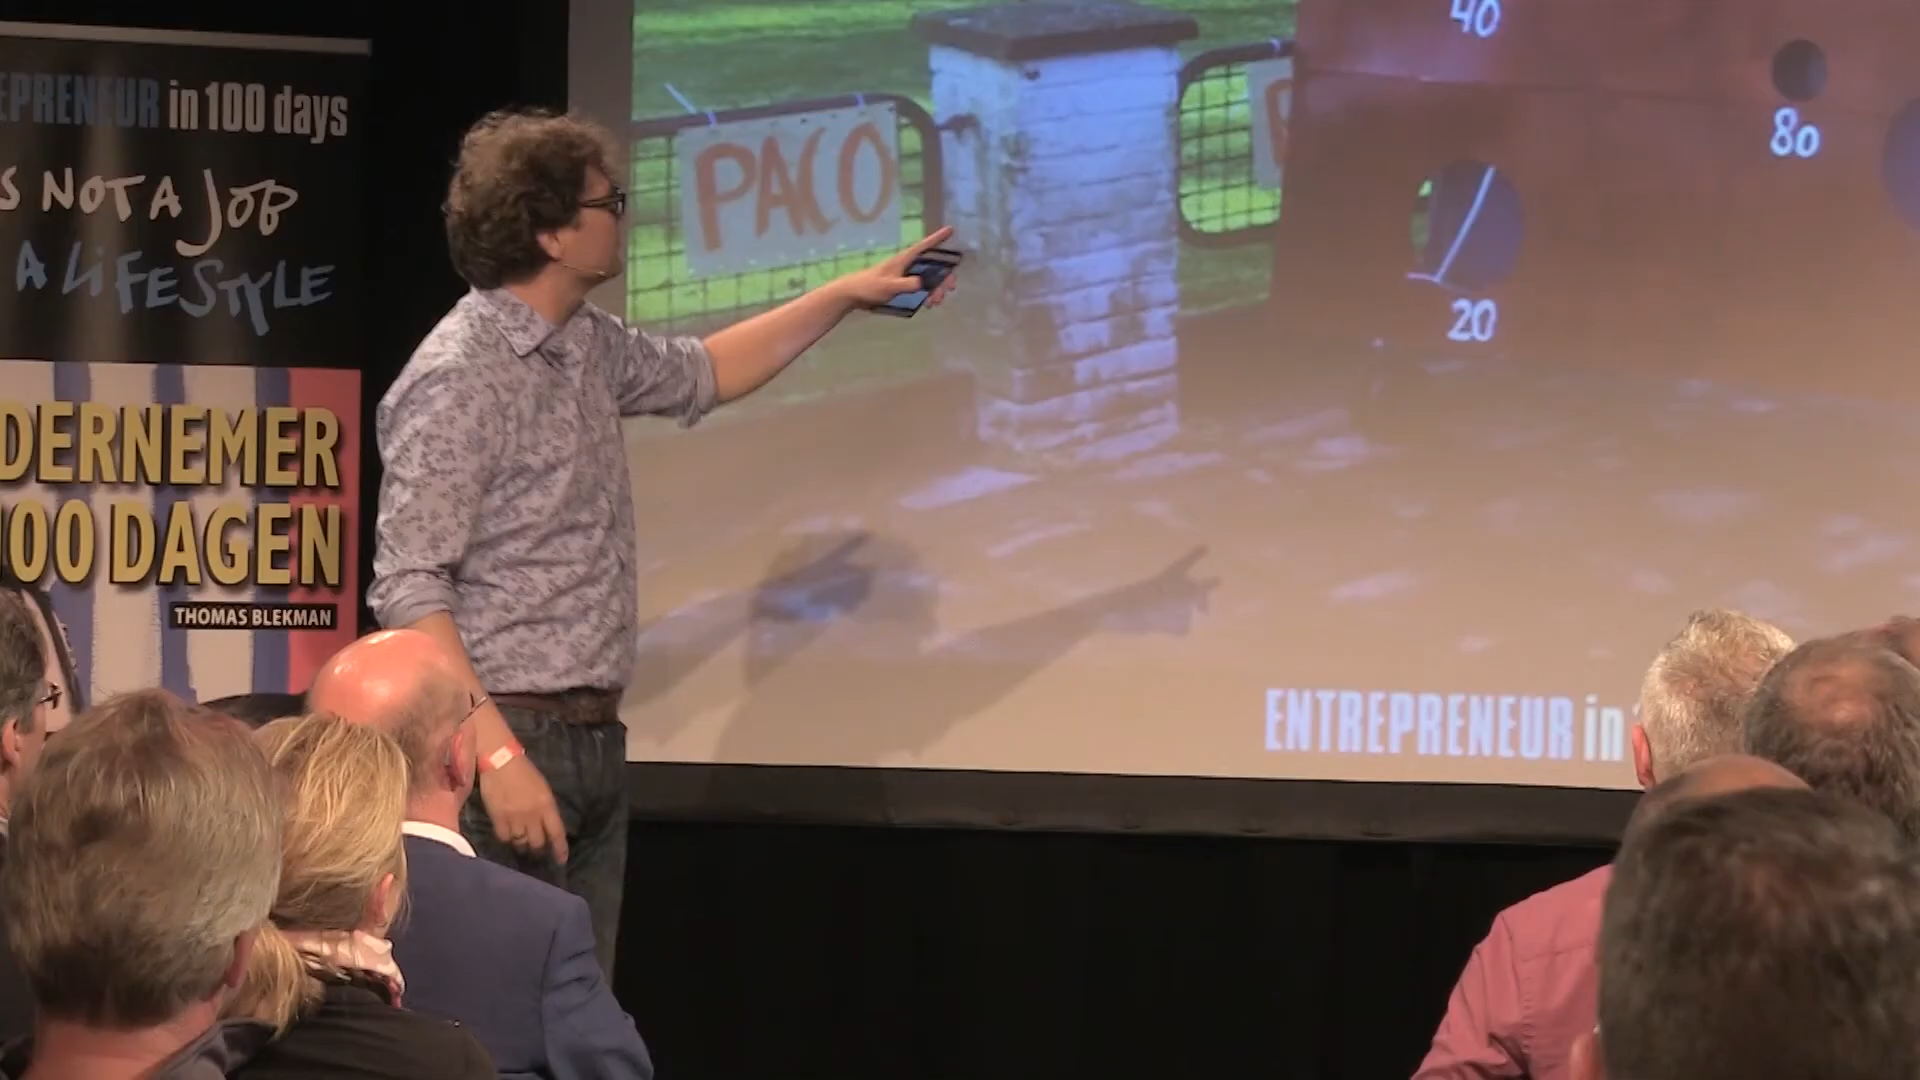 EPRENEUR in 100 days
S NOT A JOB
A LiFESTYLE
DERNEMER
100 DAGEN
THOMAS BLEKMAN
PACO
40
80
20
ENTREPRENEUR in